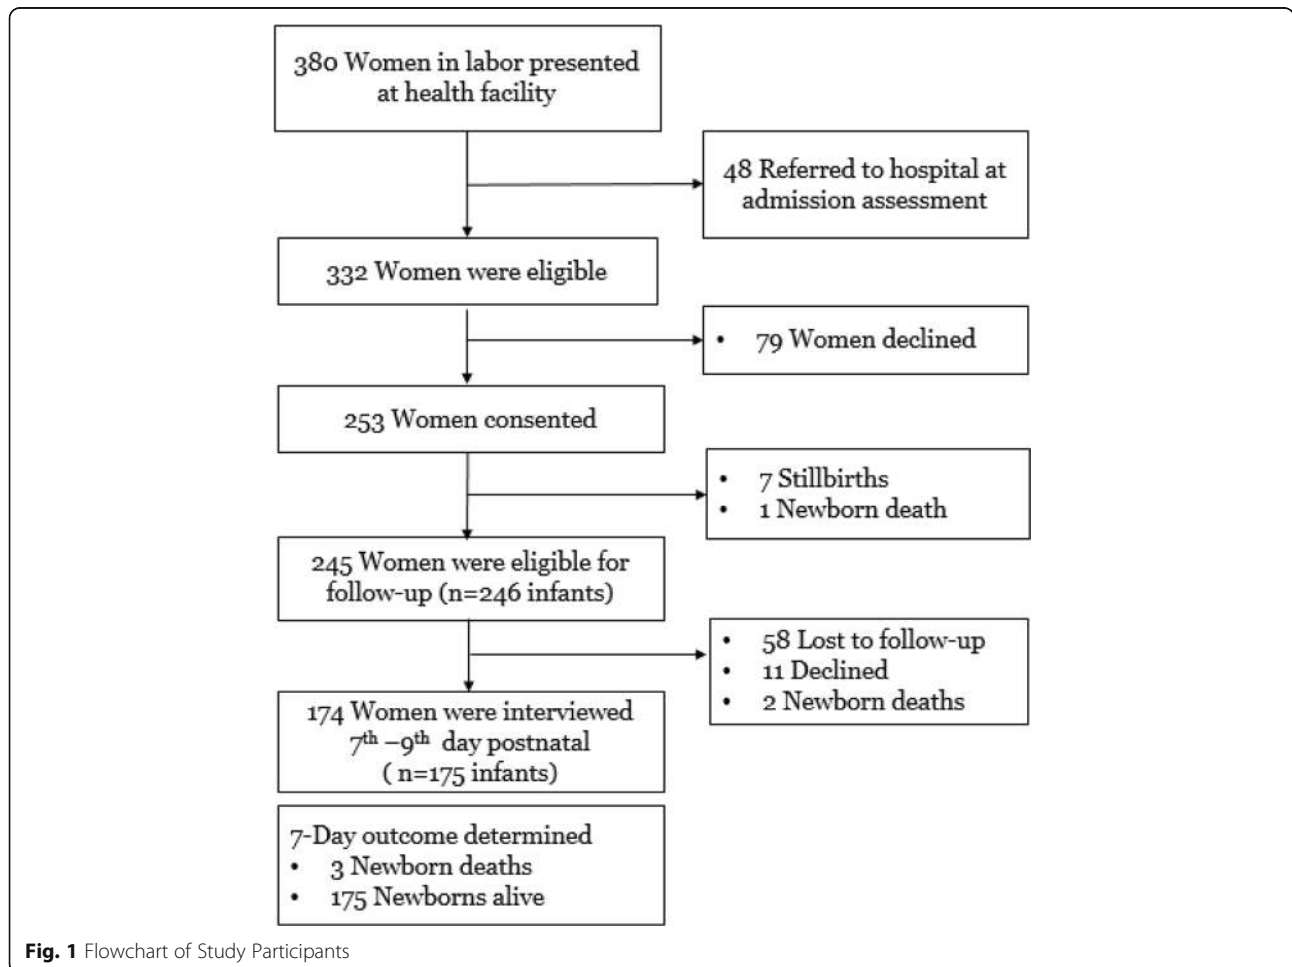 380 Women in labor presented
at health facility
48 Referred to hospital at
admission assessment
332 Women were eligible
• 79 Women declined
253 Women consented
• 7 Stillbirths
• 1 Newborn death
245 Women were eligible for
follow-up (n=246 infants)
• 58 Lost to follow-up
• 11 Declined
• 2 Newborn deaths
174 Women were interviewed
7th –9th day postnatal
( n=175 infants)
7-Day outcome determined
• 3 Newborn deaths
• 175 Newborns alive
Fig. 1 Flowchart of Study Participants